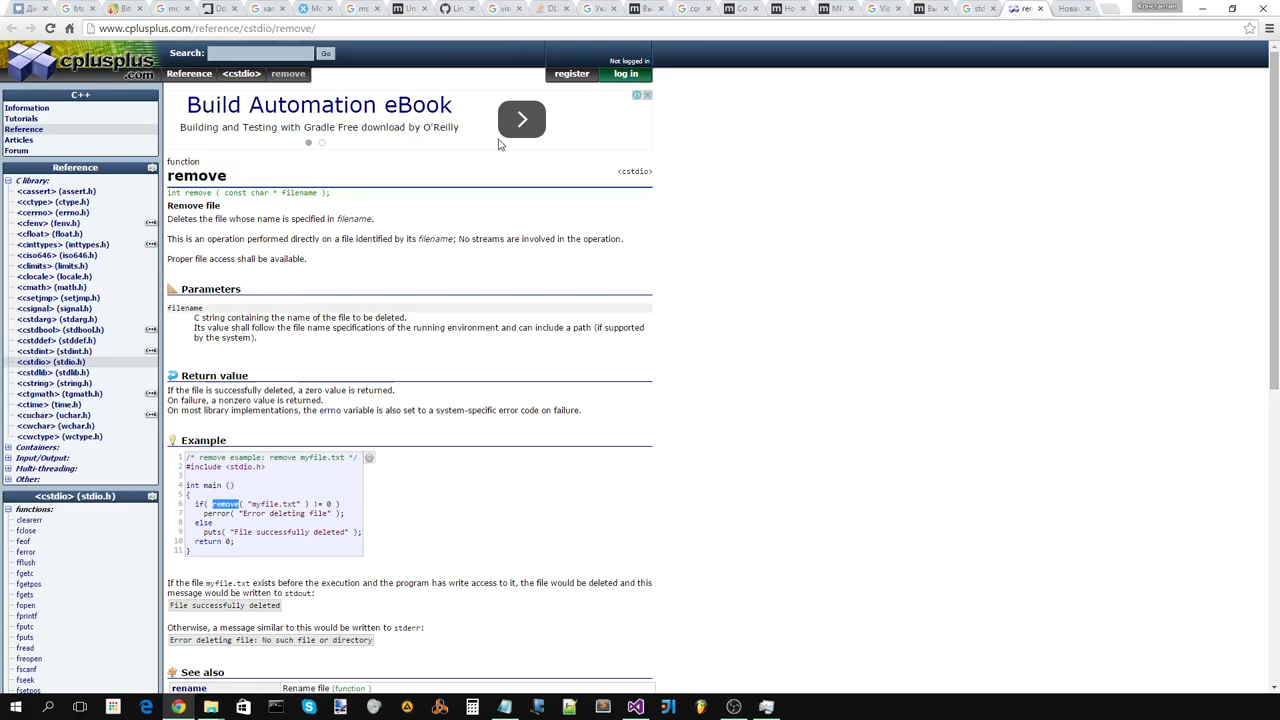 www.cplusplus.com/reference/cstdio/remove/
Константин
cplusplus
.com
Search:
Go
Not logged in
Reference
<cstdio>
remove
register
log in
C++
Information
Tutorials
Reference
Articles
Forum
Reference
C library:
<cassert> (assert.h)
<cctype> (ctype.h)
<cerrno> (errno.h)
<cfenv> (fenv.h)
<cfloat> (float.h)
<cinttypes> (inttypes.h)
<ciso646> (iso646.h)
<climits> (limits.h)
<clocale> (locale.h)
<cmath> (math.h)
<csetjmp> (setjmp.h)
<csignal> (signal.h)
<cstdarg> (stdarg.h)
<cstdbool> (stdbool.h)
<cstddef> (stddef.h)
<cstdint> (stdint.h)
<cstdio> (stdio.h)
<cstdlib> (stdlib.h)
<cstring> (string.h)
<ctgmath> (tgmath.h)
<ctime> (time.h)
<cuchar> (uchar.h)
<cwchar> (wchar.h)
<cwctype> (wctype.h)
Containers:
Input/Output:
Multi-threading:
Other:
<cstdio> (stdio.h)
functions:
clearerr
fclose
feof
ferror
fflush
fgetc
fgetpos
fgets
fopen
fprintf
fputc
fputs
fread
freopen
fscanf
fseek
fsetpos
Build Automation eBook
Building and Testing with Gradle Free download by O'Reilly
function
remove
<cstdio>
int remove ( const char * filename );
Remove file
Deletes the file whose name is specified in filename.
This is an operation performed directly on a file identified by its filename; No streams are involved in the operation.
Proper file access shall be available.
Parameters
filename
C string containing the name of the file to be deleted.
Its value shall follow the file name specifications of the running environment and can include a path (if supported
by the system).
Return value
If the file is successfully deleted, a zero value is returned.
On failure, a nonzero value is returned.
On most library implementations, the errno variable is also set to a system-specific error code on failure.
Example
1 /* remove example: remove myfile.txt */
2 #include <stdio.h>
3
4 int main ()
5 {
6 if( remove( "myfile.txt" ) != 0 )
7 perror( "Error deleting file" );
8 else
9 puts( "File successfully deleted" );
10 return 0;
11 }
If the file myfile.txt exists before the execution and the program has write access to it, the file would be deleted and this
message would be written to stdout:
File successfully deleted
Otherwise, a message similar to this would be written to stderr:
Error deleting file: No such file or directory
See also
rename Rename file (function )